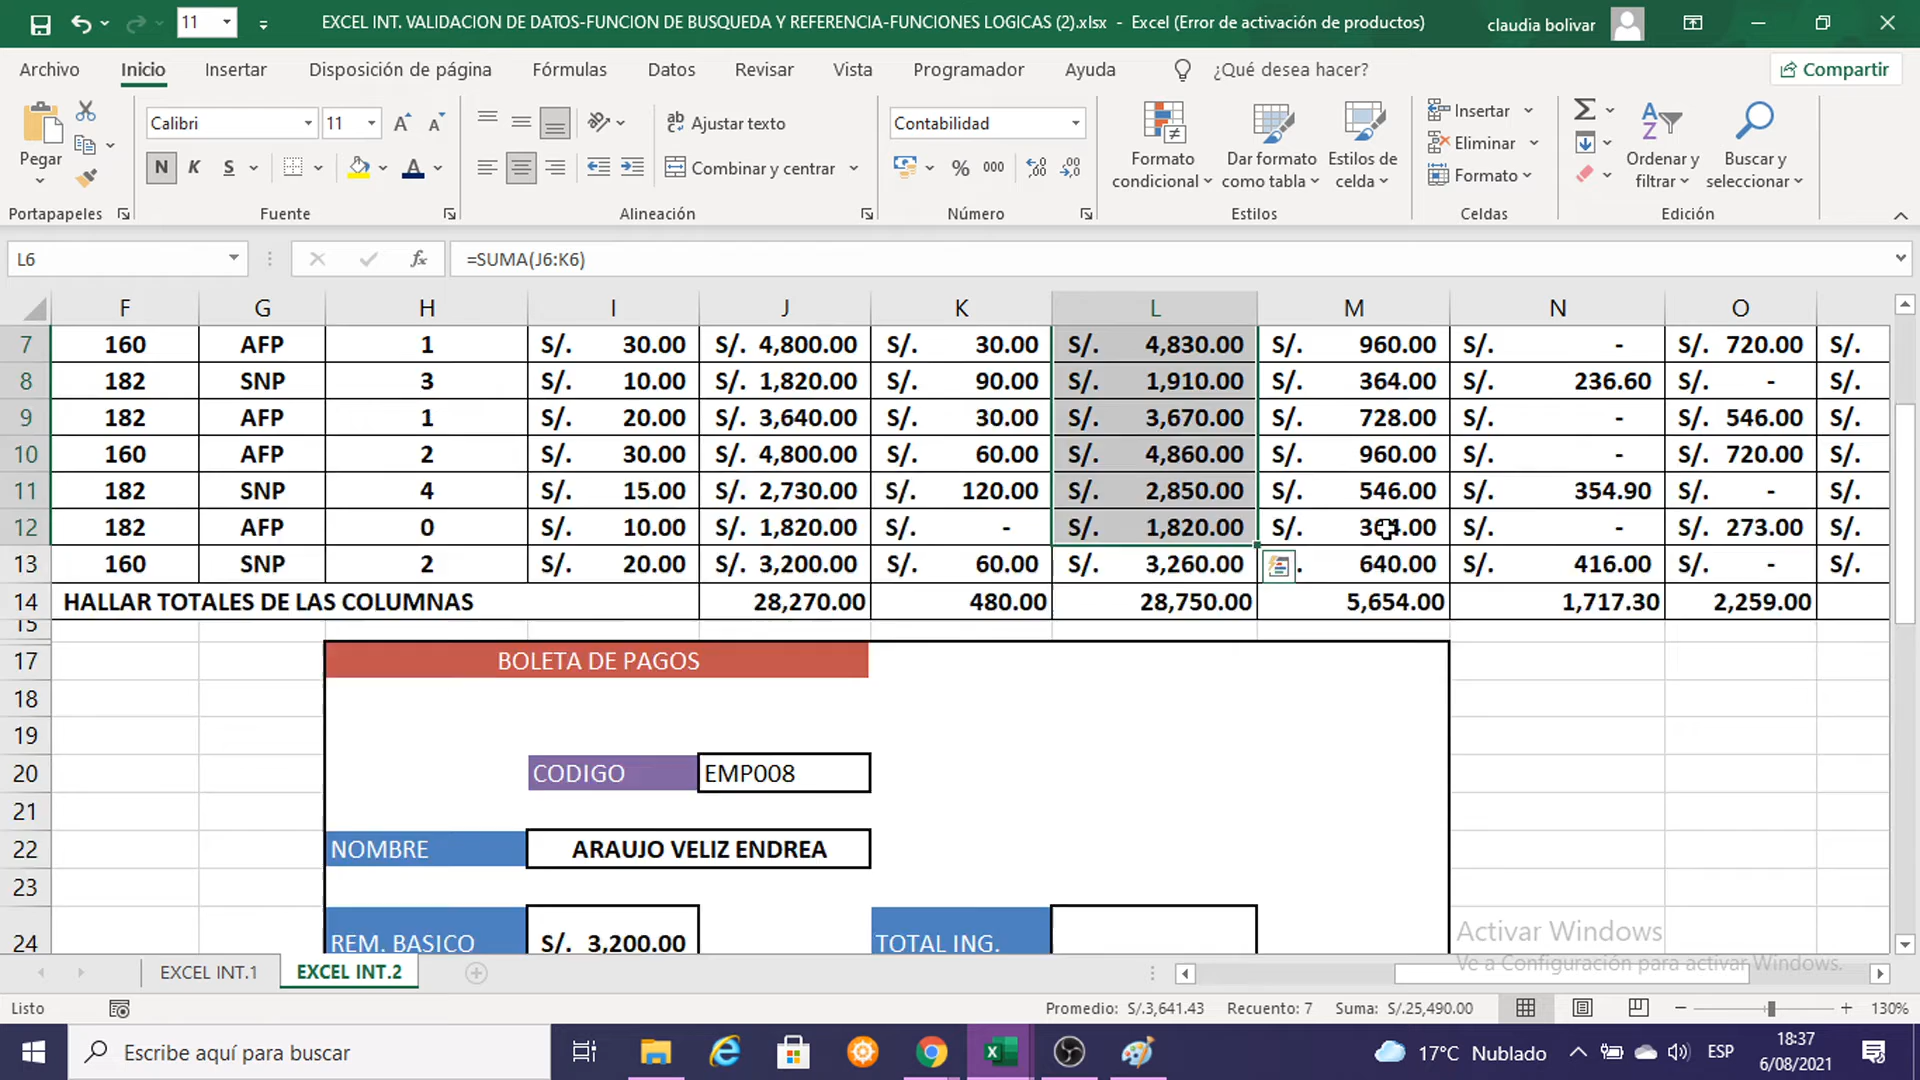 11 EXCEL INT. VALIDACION DE DATOS-FUNCION DE BUSQUEDA Y REFERENCIA-FUNCIONES LOGICAS (2).xlsx - Excel (Error de activación de productos) claudia bolivar
Archivo Inicio Insertar Disposición de página Fórmulas Datos Revisar Vista Programador Ayuda ¿Qué desea hacer? Compartir
Pegar Calibri 11 N K S Ajustar texto Combinar y centrar Contabilidad % 000
Formato condicional Dar formato como tabla Estilos de celda
Insertar Eliminar Formato
Ordenar y filtrar Buscar y seleccionar
Portapapeles Fuente Alineación Número Estilos Celdas Edición
L6 fx =SUMA(J6:K6)
F G H I J K L M N O
7 160 AFP 1 S/. 30.00 S/. 4,800.00 S/. 30.00 S/. 4,830.00 S/. 960.00 S/. - S/. 720.00 S/.
8 182 SNP 3 S/. 10.00 S/. 1,820.00 S/. 90.00 S/. 1,910.00 S/. 364.00 S/. 236.60 S/. - S/.
9 182 AFP 1 S/. 20.00 S/. 3,640.00 S/. 30.00 S/. 3,670.00 S/. 728.00 S/. - S/. 546.00 S/.
10 160 AFP 2 S/. 30.00 S/. 4,800.00 S/. 60.00 S/. 4,860.00 S/. 960.00 S/. - S/. 720.00 S/.
11 182 SNP 4 S/. 15.00 S/. 2,730.00 S/. 120.00 S/. 2,850.00 S/. 546.00 S/. 354.90 S/. - S/.
12 182 AFP 0 S/. 10.00 S/. 1,820.00 S/. - S/. 1,820.00 S/. S/. - S/. 273.00 S/.
13 160 SNP 2 S/. 20.00 S/. 3,200.00 S/. 60.00 S/. 3,260.00 640.00 S/. 416.00 S/. - S/.
14 HALLAR TOTALES DE LAS COLUMNAS 28,270.00 480.00 28,750.00 5,654.00 1,717.30 2,259.00
15
17 BOLETA DE PAGOS
18
19
20 CODIGO EMP008
21
22 NOMBRE ARAUJO VELIZ ENDREA
23
24 REM. BASICO S/. 3,200.00 TOTAL ING.
Activar Windows
Ve a Configuración para activar Windows.
EXCEL INT.1 EXCEL INT.2
Listo Promedio: S/.3,641.43 Recuento: 7 Suma: S/.25,490.00 130%
Escribe aquí para buscar 17°C Nublado ESP 18:37
6/08/2021